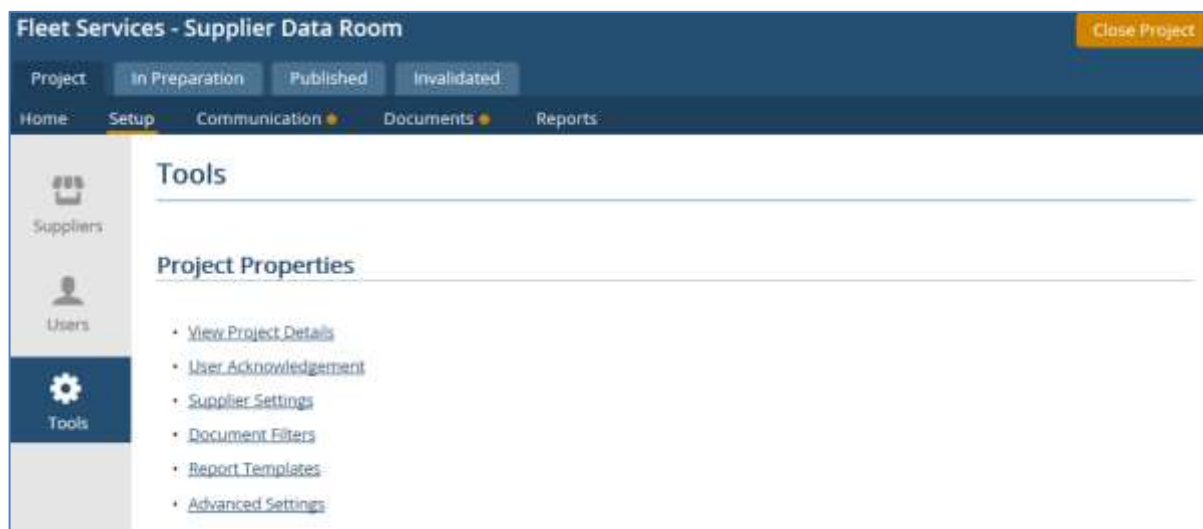 Fleet Services - Supplier Data Room
Close Project
Project In Preparation Published Invalidated
Home Setup Communication Documents Reports
Suppliers
Users
Tools
Tools
Project Properties
• View Project Details
• User Acknowledgement
• Supplier Settings
• Document Filters
• Report Templates
• Advanced Settings